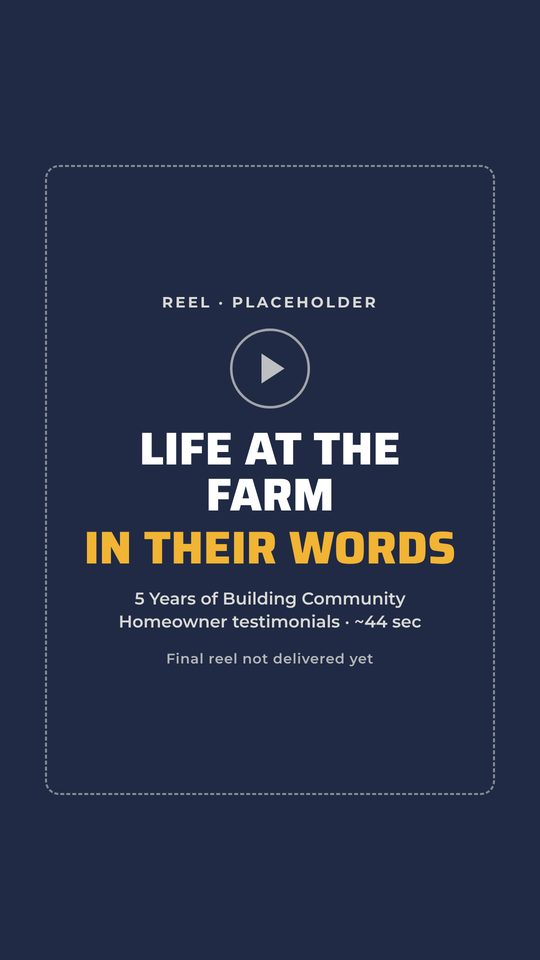 REEL · PLACEHOLDER
LIFE AT THE
FARM
IN THEIR WORDS
5 Years of Building Community
Homeowner testimonials · ~44 sec
Final reel not delivered yet